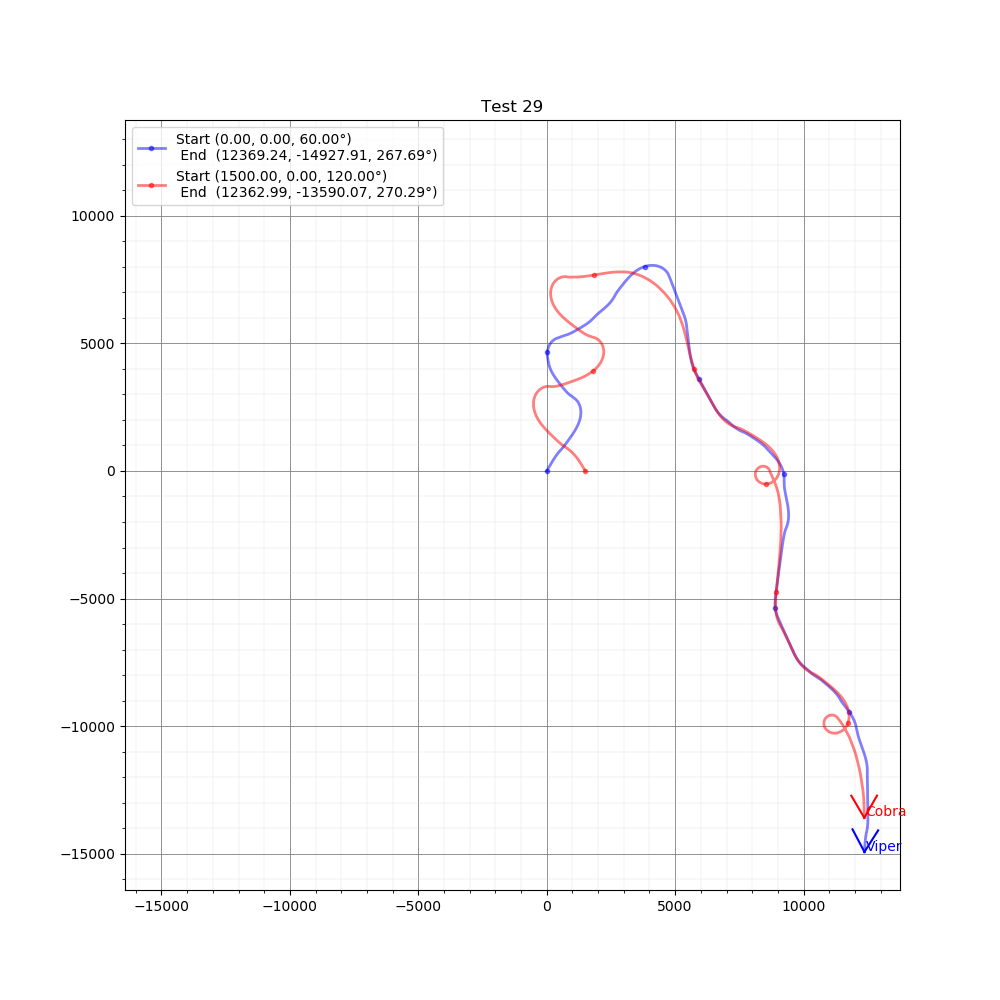 Test 29
Start (0.00, 0.00, 60.00°)
End  (12369.24, -14927.91, 267.69°)
Start (1500.00, 0.00, 120.00°)
End  (12362.99, -13590.07, 270.29°)
10000
5000
0
−5000
−10000
−15000
Cobra
Viper
−15000 −10000 −5000 0 5000 10000